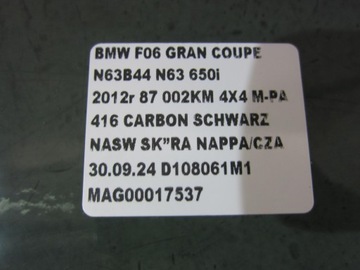 BMW F06 GRAN COUPE
N63B44 N63 650i
2012r 87 002KM 4X4 M-PA
416 CARBON SCHWARZ
NASW SK"RA NAPPA/CZA
30.09.24 D108061M1
MAG00017537